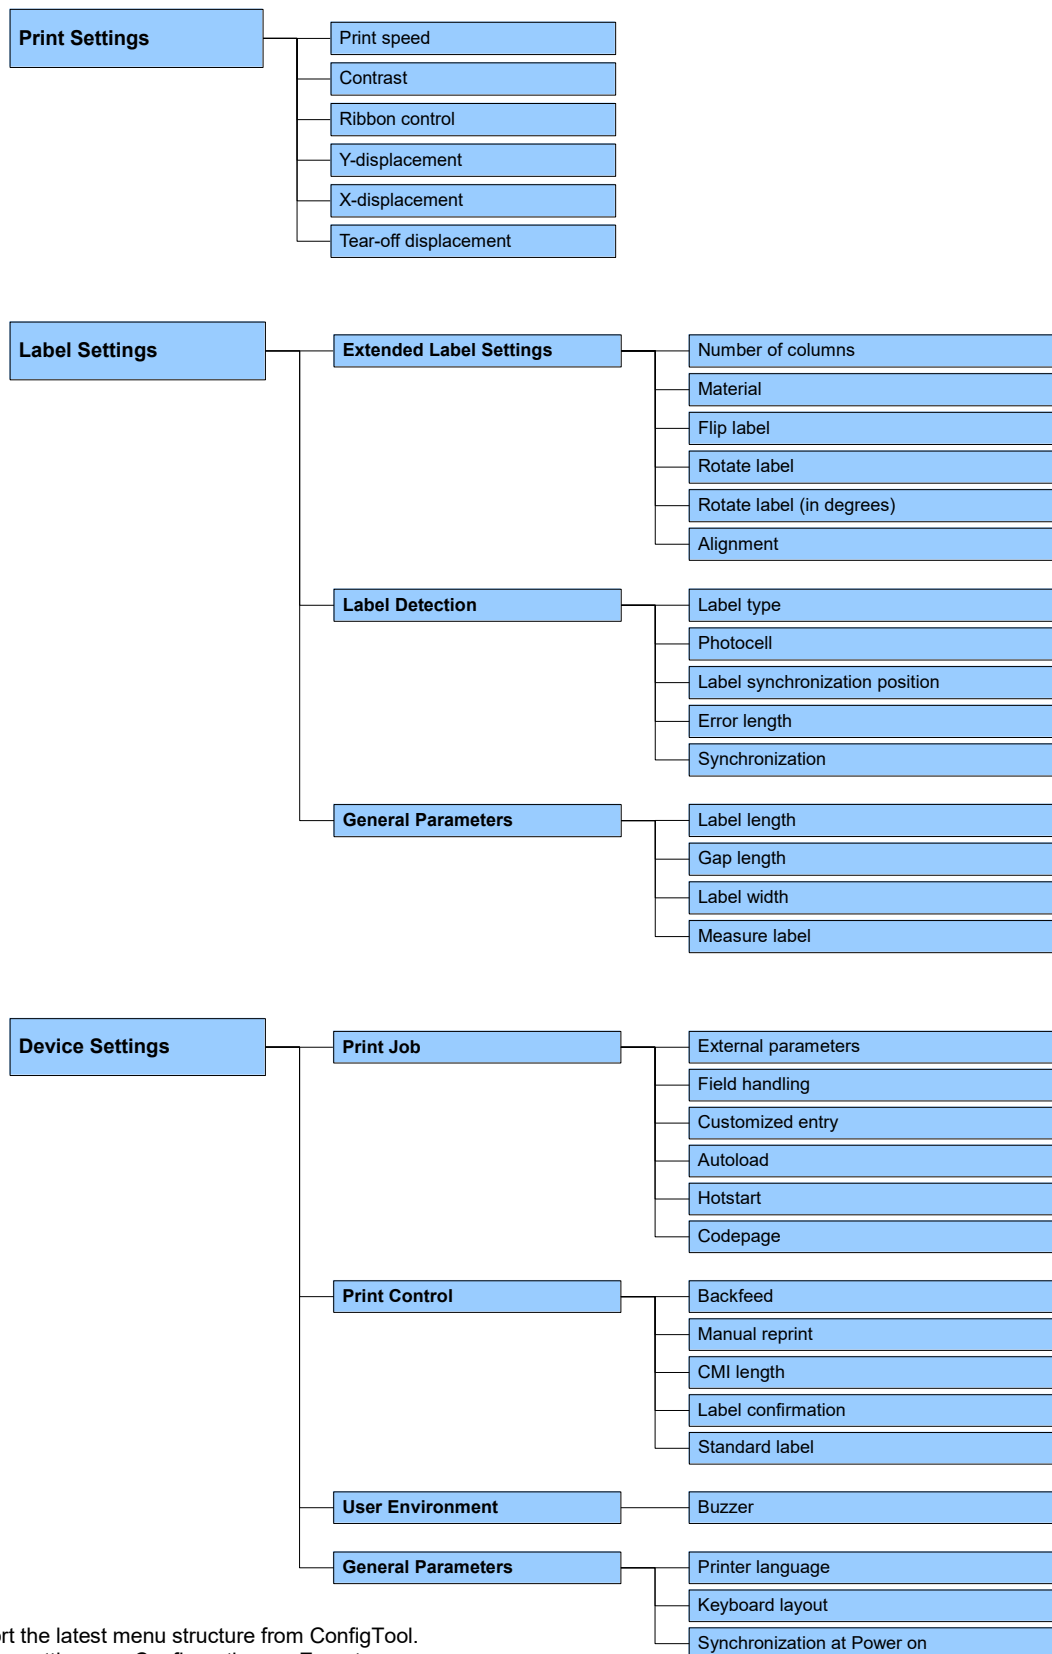 Print Settings
Print speed
Contrast
Ribbon control
Y-displacement
X-displacement
Tear-off displacement
Label Settings
Extended Label Settings
Number of columns
Material
Flip label
Rotate label
Rotate label (in degrees)
Alignment
Label Detection
Label type
Photocell
Label synchronization position
Error length
Synchronization
General Parameters
Label length
Gap length
Label width
Measure label
Device Settings
Print Job
External parameters
Field handling
Customized entry
Autoload
Hotstart
Codepage
Print Control
Backfeed
Manual reprint
CMI length
Label confirmation
Standard label
User Environment
Buzzer
General Parameters
Printer language
Keyboard layout
Synchronization at Power on
rt the latest menu structure from ConfigTool.